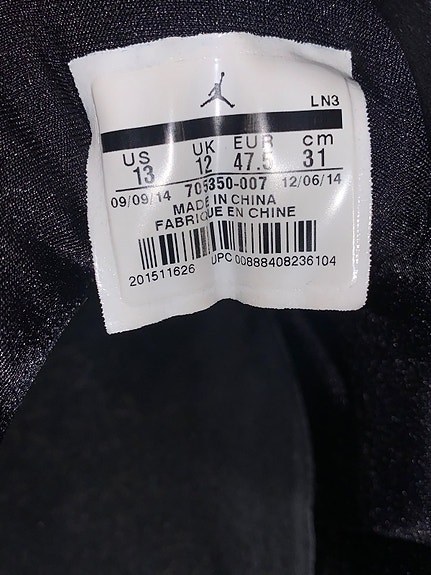 LN3
US UK EUR cm
13 12 47.5 31
09/09/14 705350-007 12/06/14
MADE IN CHINA
FABRIQUE EN CHINE
201511626 UPC 00888408236104